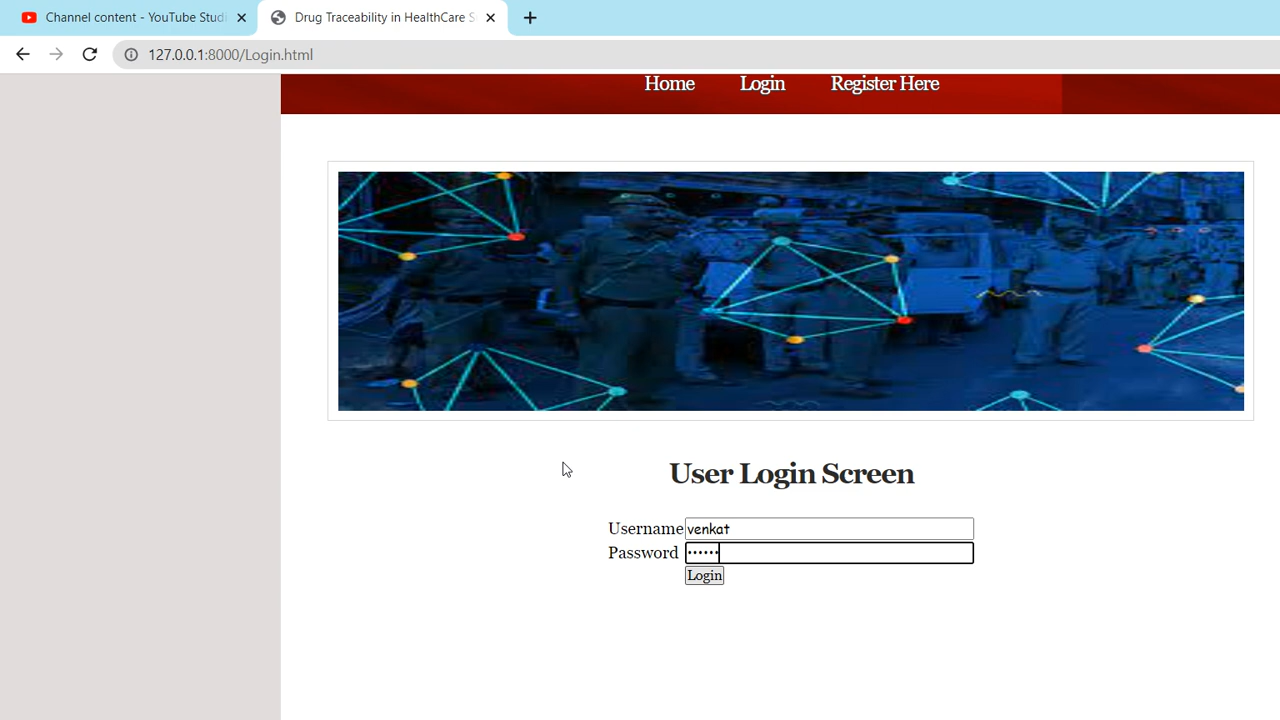 Channel content - YouTube Studi
Drug Traceability in HealthCare S
127.0.0.1:8000/Login.html
Home Login Register Here
User Login Screen
Username venkat
Password ••••••
Login